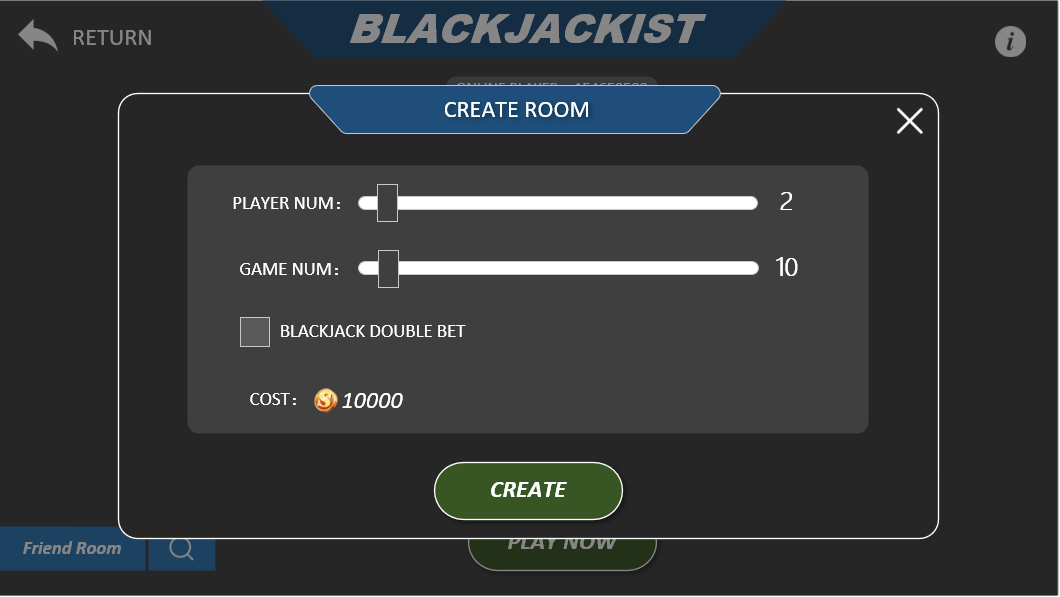 RETURN
BLACKJACKIST
i
CREATE ROOM
PLAYER NUM: 2
GAME NUM: 10
BLACKJACK DOUBLE BET
COST: 10000
CREATE
Friend Room
PLAY NOW